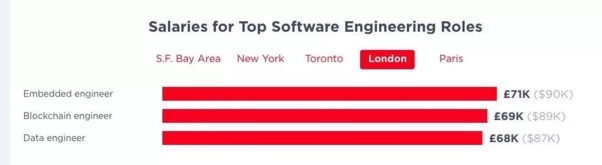 Salaries for Top Software Engineering Roles
S.F. Bay Area New York Toronto London Paris
Embedded engineer £71K ($90K)
Blockchain engineer £69K ($89K)
Data engineer £68K ($87K)